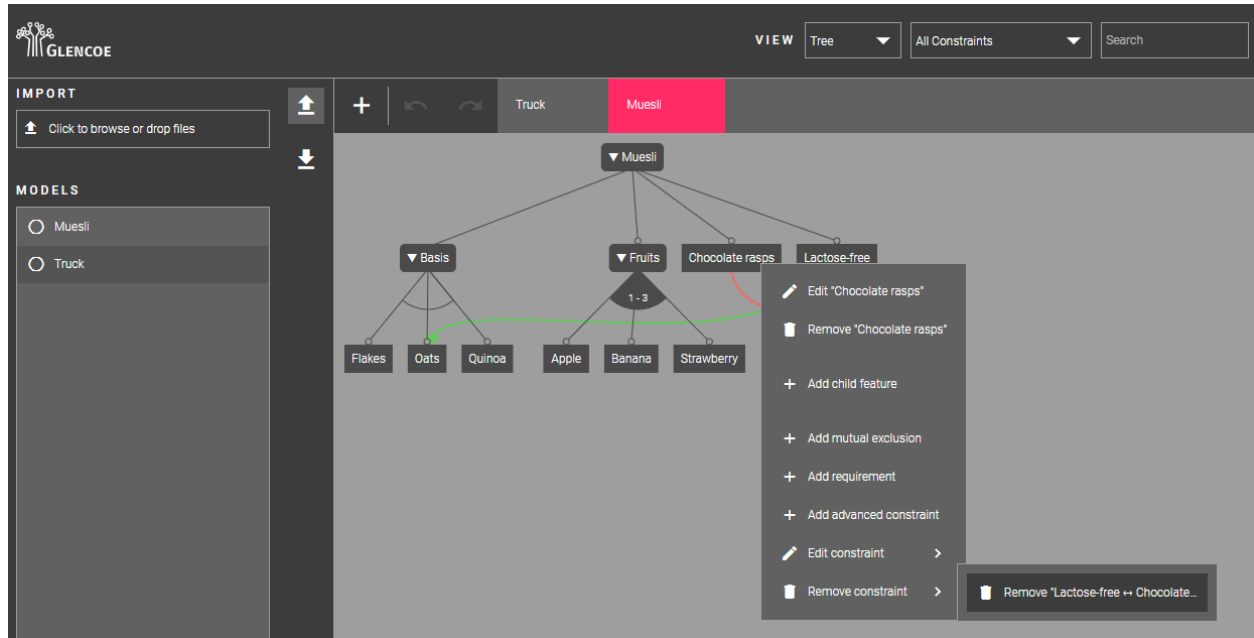 GLENCOE
VIEW
Tree
All Constraints
Search
IMPORT
Click to browse or drop files
MODELS
Muesli
Truck
Truck
Muesli
Muesli
Basis
Fruits
Chocolate rasps
Lactose-free
1 - 3
Flakes
Oats
Quinoa
Apple
Banana
Strawberry
Edit "Chocolate rasps"
Remove "Chocolate rasps"
Add child feature
Add mutual exclusion
Add requirement
Add advanced constraint
Edit constraint
Remove constraint
Remove "Lactose-free ↔ Chocolate...